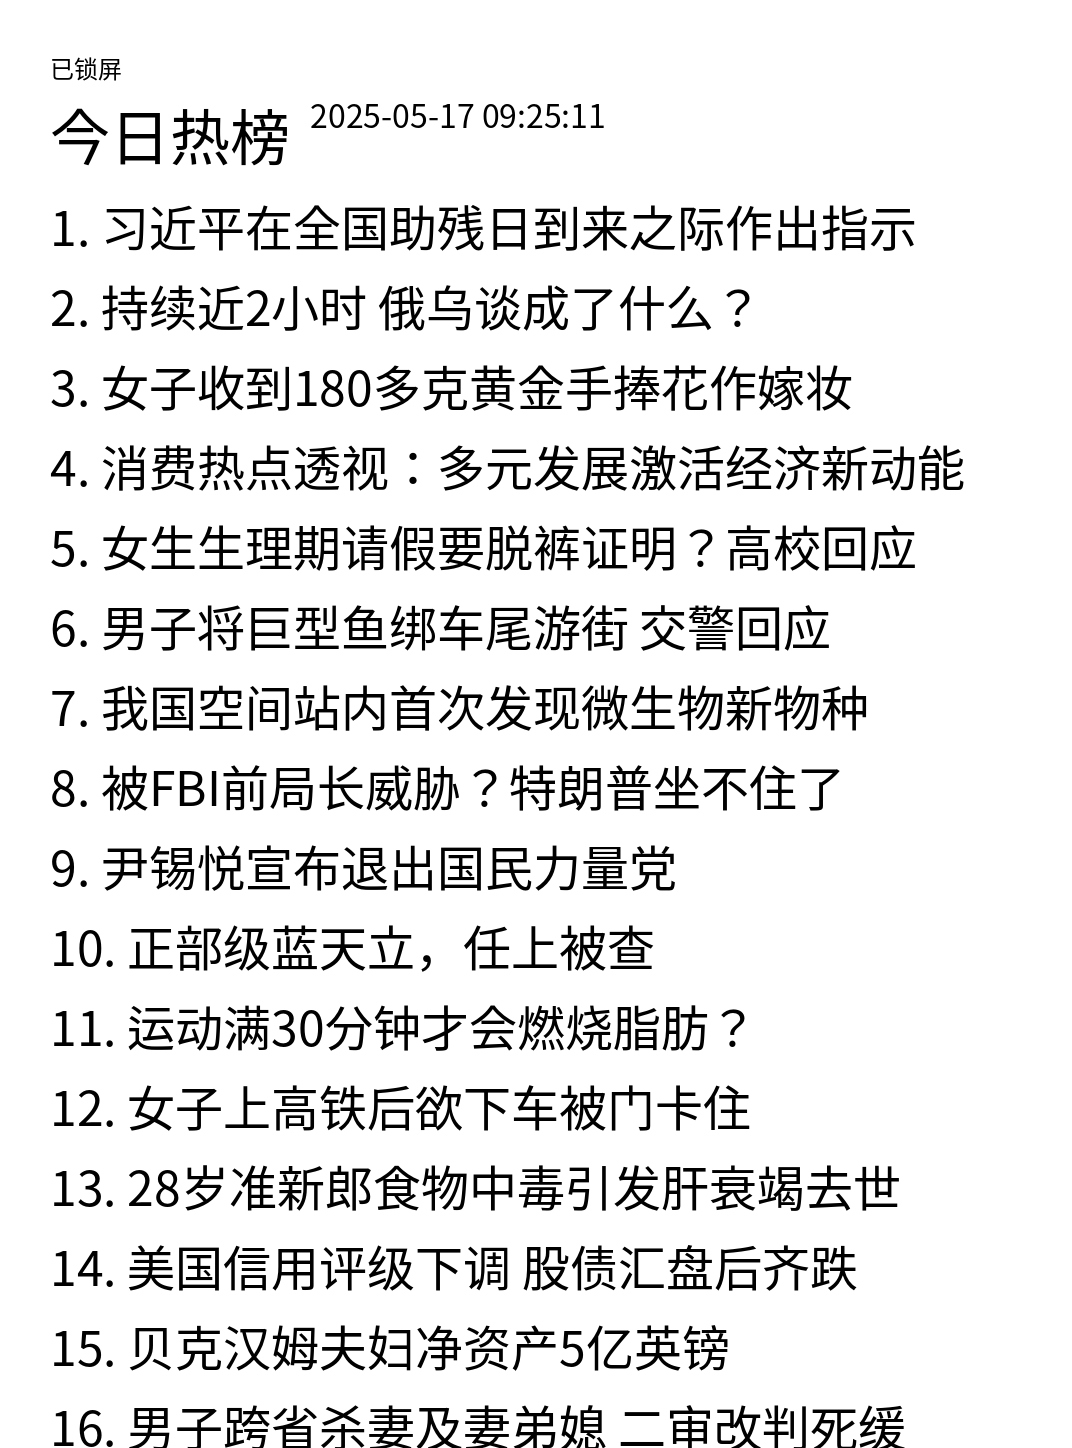 已锁屏
今日热榜 2025-05-17 09:25:11
1. 习近平在全国助残日到来之际作出指示
2. 持续近2小时 俄乌谈成了什么？
3. 女子收到180多克黄金手捧花作嫁妆
4. 消费热点透视：多元发展激活经济新动能
5. 女生生理期请假要脱裤证明？高校回应
6. 男子将巨型鱼绑车尾游街 交警回应
7. 我国空间站内首次发现微生物新物种
8. 被FBI前局长威胁？特朗普坐不住了
9. 尹锡悦宣布退出国民力量党
10. 正部级蓝天立，任上被查
11. 运动满30分钟才会燃烧脂肪？
12. 女子上高铁后欲下车被门卡住
13. 28岁准新郎食物中毒引发肝衰竭去世
14. 美国信用评级下调 股债汇盘后齐跌
15. 贝克汉姆夫妇净资产5亿英镑
16. 男子跨省杀妻及妻弟媳 二审改判死缓